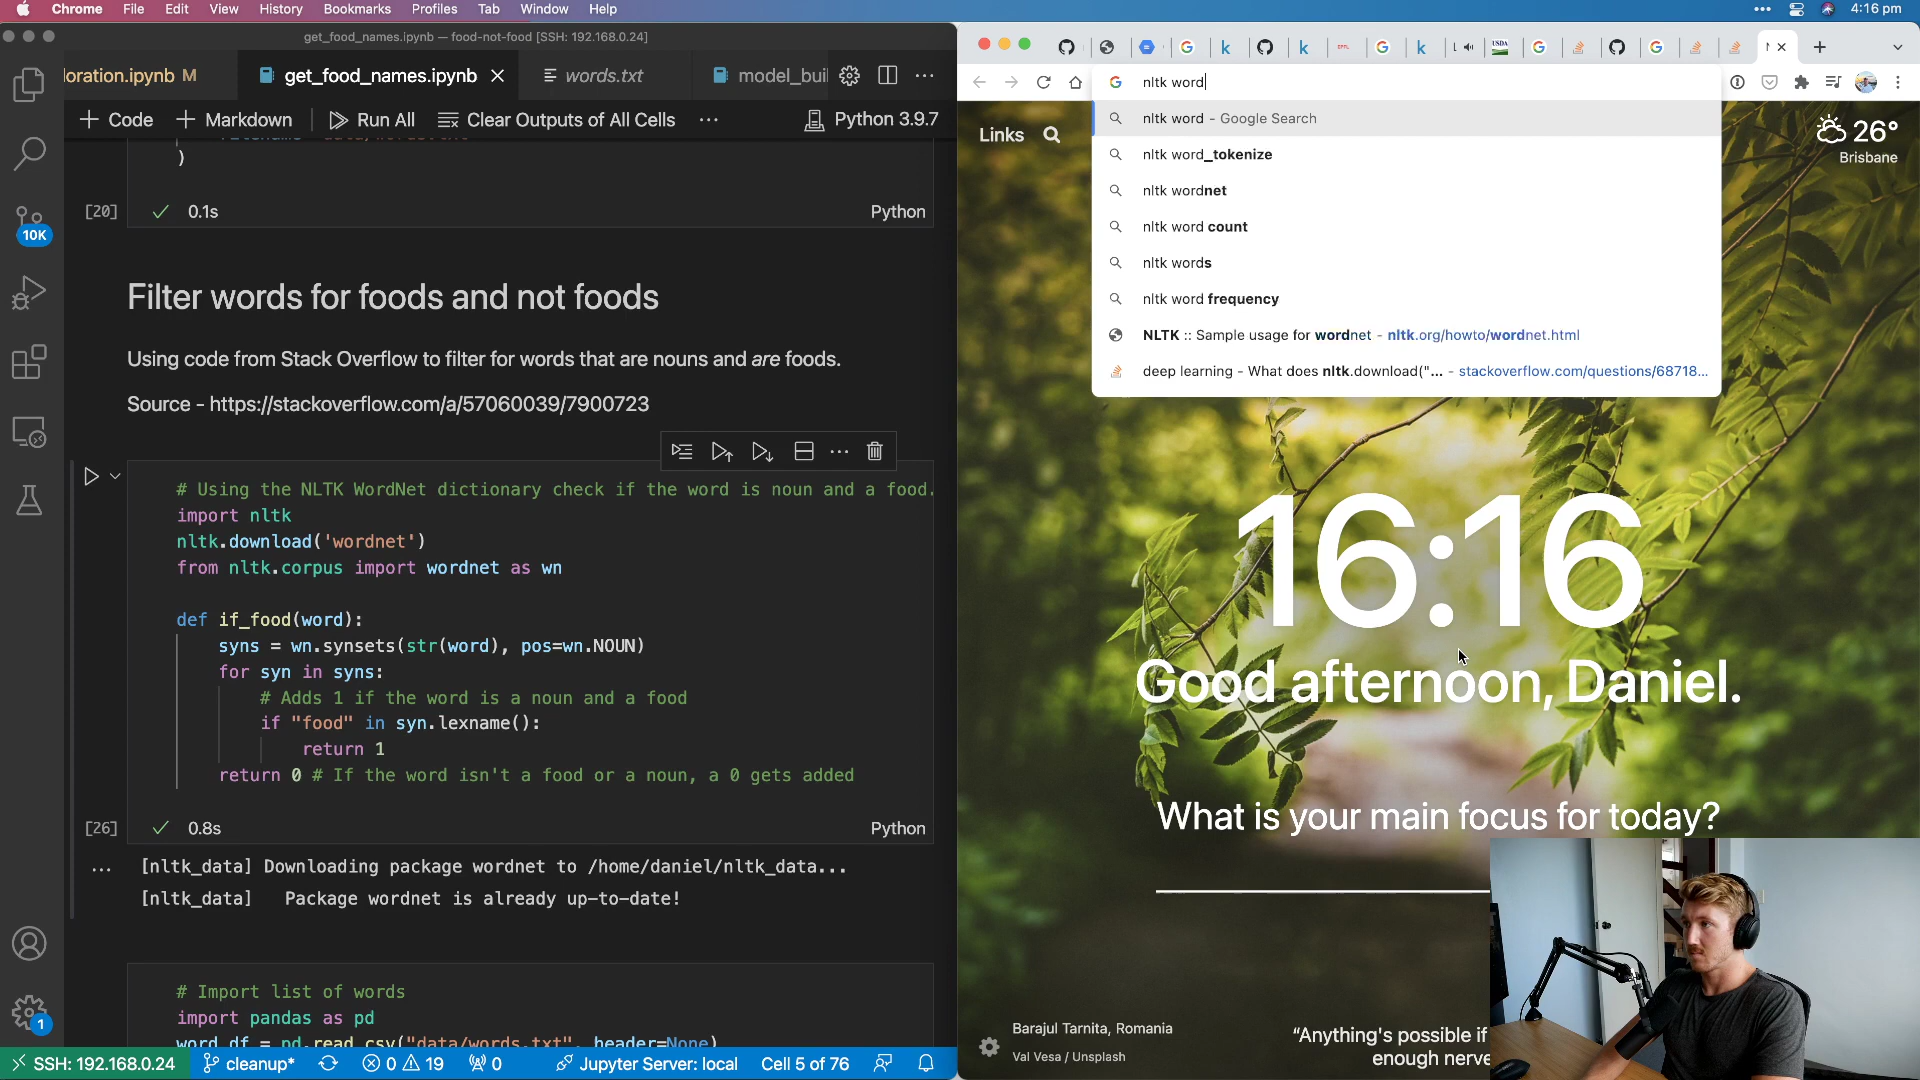 Chrome File Edit View History Bookmarks Profiles Tab Window Help
4:16 pm
get_food_names.ipynb — food-not-food [SSH: 192.168.0.24]
loration.ipynb M
get_food_names.ipynb
words.txt
model_bui
Code
Markdown
Run All
Clear Outputs of All Cells
Python 3.9.7
)
[20]
0.1s
Python
10K
Filter words for foods and not foods
Using code from Stack Overflow to filter for words that are nouns and are foods.
Source - https://stackoverflow.com/a/57060039/7900723
# Using the NLTK WordNet dictionary check if the word is noun and a food.
import nltk
nltk.download('wordnet')
from nltk.corpus import wordnet as wn
def if_food(word):
syns = wn.synsets(str(word), pos=wn.NOUN)
for syn in syns:
# Adds 1 if the word is a noun and a food
if "food" in syn.lexname():
return 1
return 0 # If the word isn't a food or a noun, a 0 gets added
[26]
0.8s
Python
[nltk_data] Downloading package wordnet to /home/daniel/nltk_data...
[nltk_data] Package wordnet is already up-to-date!
# Import list of words
import pandas as pd
word_df = pd.read_csv("data/words.txt", header=None)
1
SSH: 192.168.0.24
cleanup*
0
19
0
Jupyter Server: local
Cell 5 of 76
USDA
nltk word
nltk word - Google Search
nltk word_tokenize
nltk wordnet
nltk word count
nltk words
nltk word frequency
NLTK :: Sample usage for wordnet - nltk.org/howto/wordnet.html
deep learning - What does nltk.download("... - stackoverflow.com/questions/68718...
Links
26°
Brisbane
16:16
Good afternoon, Daniel.
What is your main focus for today?
Barajul Tarnita, Romania
Val Vesa / Unsplash
“Anything's possible if
enough nerve